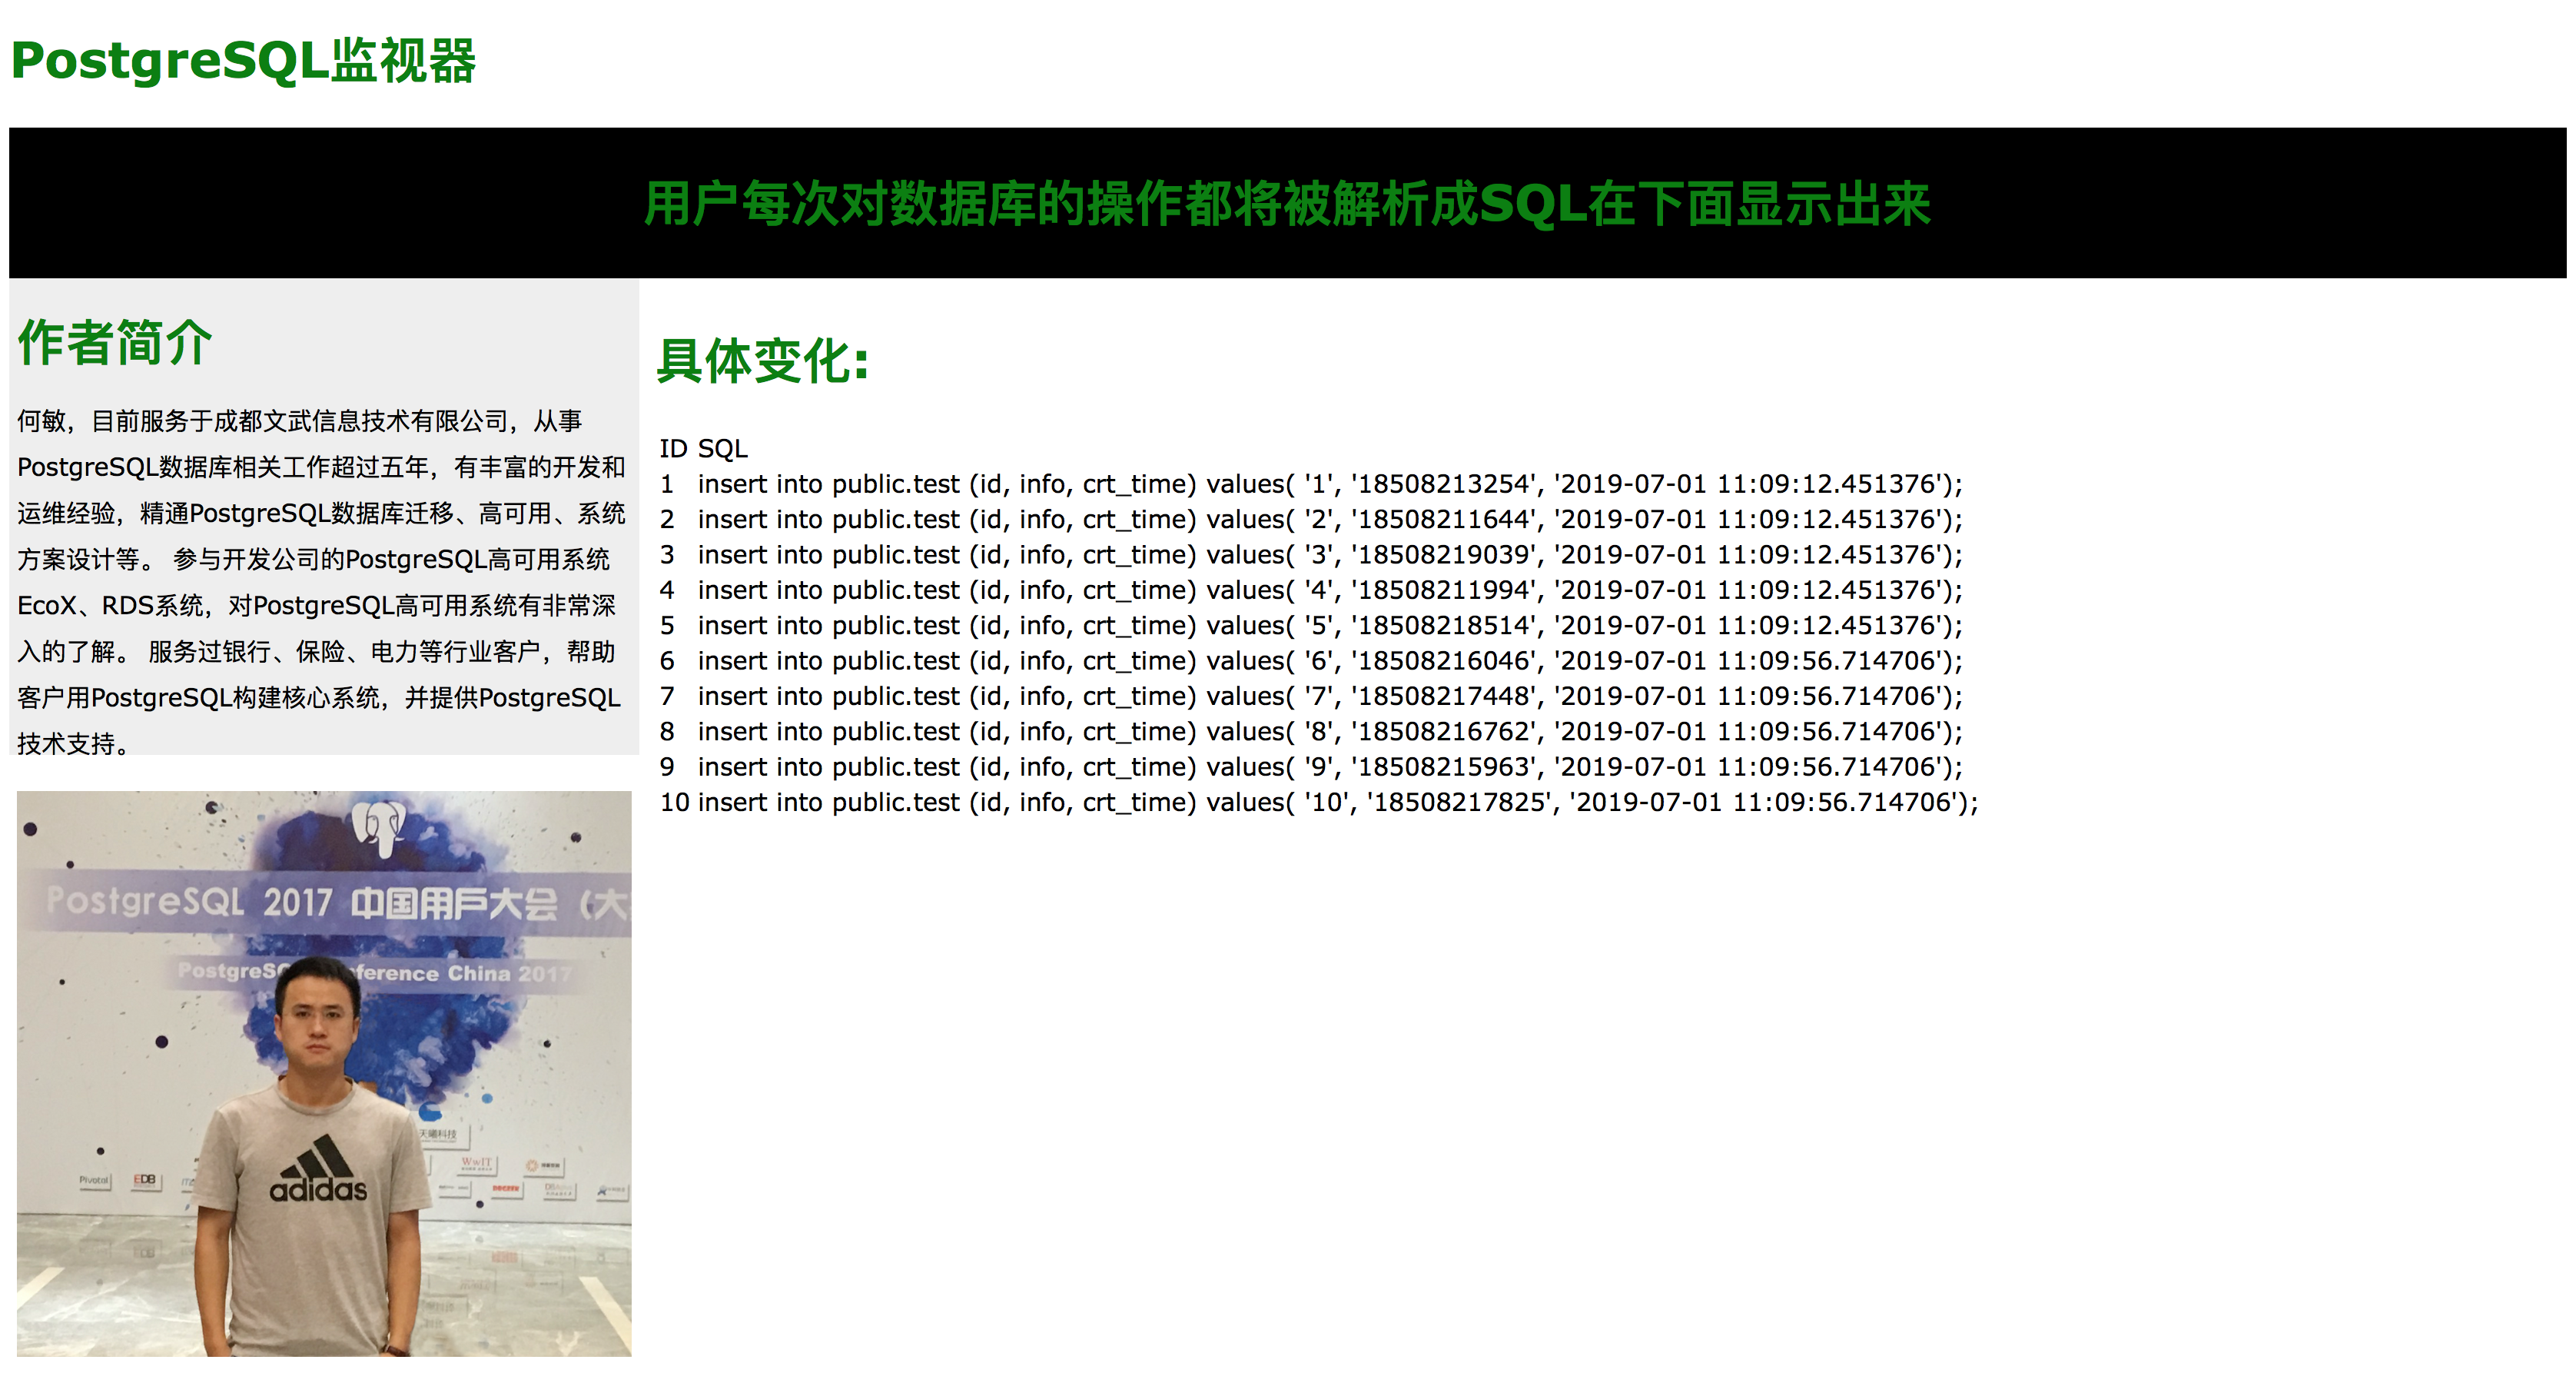 PostgreSQL监视器
用户每次对数据库的操作都将被解析成SQL在下面显示出来
作者简介
何敏，目前服务于成都文武信息技术有限公司，从事
PostgreSQL数据库相关工作超过五年，有丰富的开发和
运维经验，精通PostgreSQL数据库迁移、高可用、系统
方案设计等。 参与开发公司的PostgreSQL高可用系统
EcoX、RDS系统，对PostgreSQL高可用系统有非常深
入的了解。 服务过银行、保险、电力等行业客户，帮助
客户用PostgreSQL构建核心系统，并提供PostgreSQL
技术支持。
PostgreSQL 2017 中国用戶大会（大
PostgreS ference China 2017
天曦科技
WwIT
Pivotal EDB
adidas
具体变化:
ID SQL
1 insert into public.test (id, info, crt_time) values( '1', '18508213254', '2019-07-01 11:09:12.451376');
2 insert into public.test (id, info, crt_time) values( '2', '18508211644', '2019-07-01 11:09:12.451376');
3 insert into public.test (id, info, crt_time) values( '3', '18508219039', '2019-07-01 11:09:12.451376');
4 insert into public.test (id, info, crt_time) values( '4', '18508211994', '2019-07-01 11:09:12.451376');
5 insert into public.test (id, info, crt_time) values( '5', '18508218514', '2019-07-01 11:09:12.451376');
6 insert into public.test (id, info, crt_time) values( '6', '18508216046', '2019-07-01 11:09:56.714706');
7 insert into public.test (id, info, crt_time) values( '7', '18508217448', '2019-07-01 11:09:56.714706');
8 insert into public.test (id, info, crt_time) values( '8', '18508216762', '2019-07-01 11:09:56.714706');
9 insert into public.test (id, info, crt_time) values( '9', '18508215963', '2019-07-01 11:09:56.714706');
10 insert into public.test (id, info, crt_time) values( '10', '18508217825', '2019-07-01 11:09:56.714706');